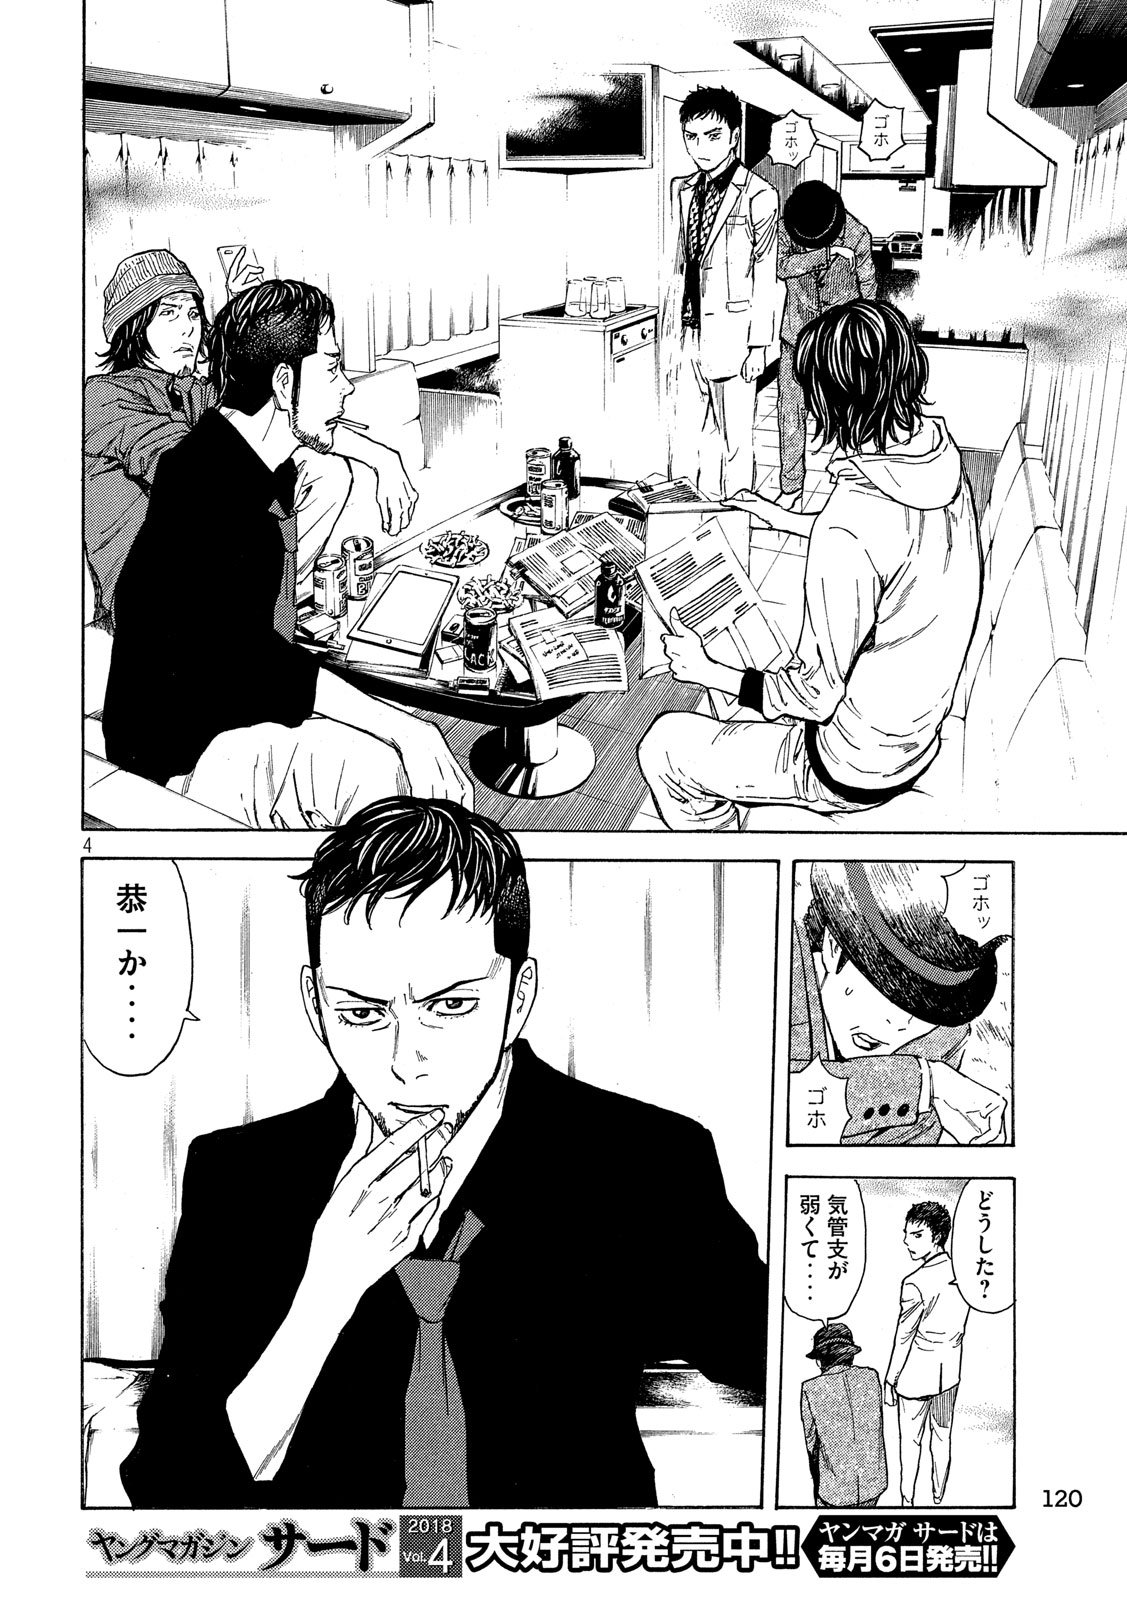 ゴホ
ゴホッ
4
ゴホッ
ゴホ
どうした?
気管支が
弱くて‥‥
恭一か‥‥
120
ヤングマガジン サード
2018
Vol.4
大好評発売中!!
ヤンマガ サードは
毎月6日発売!!